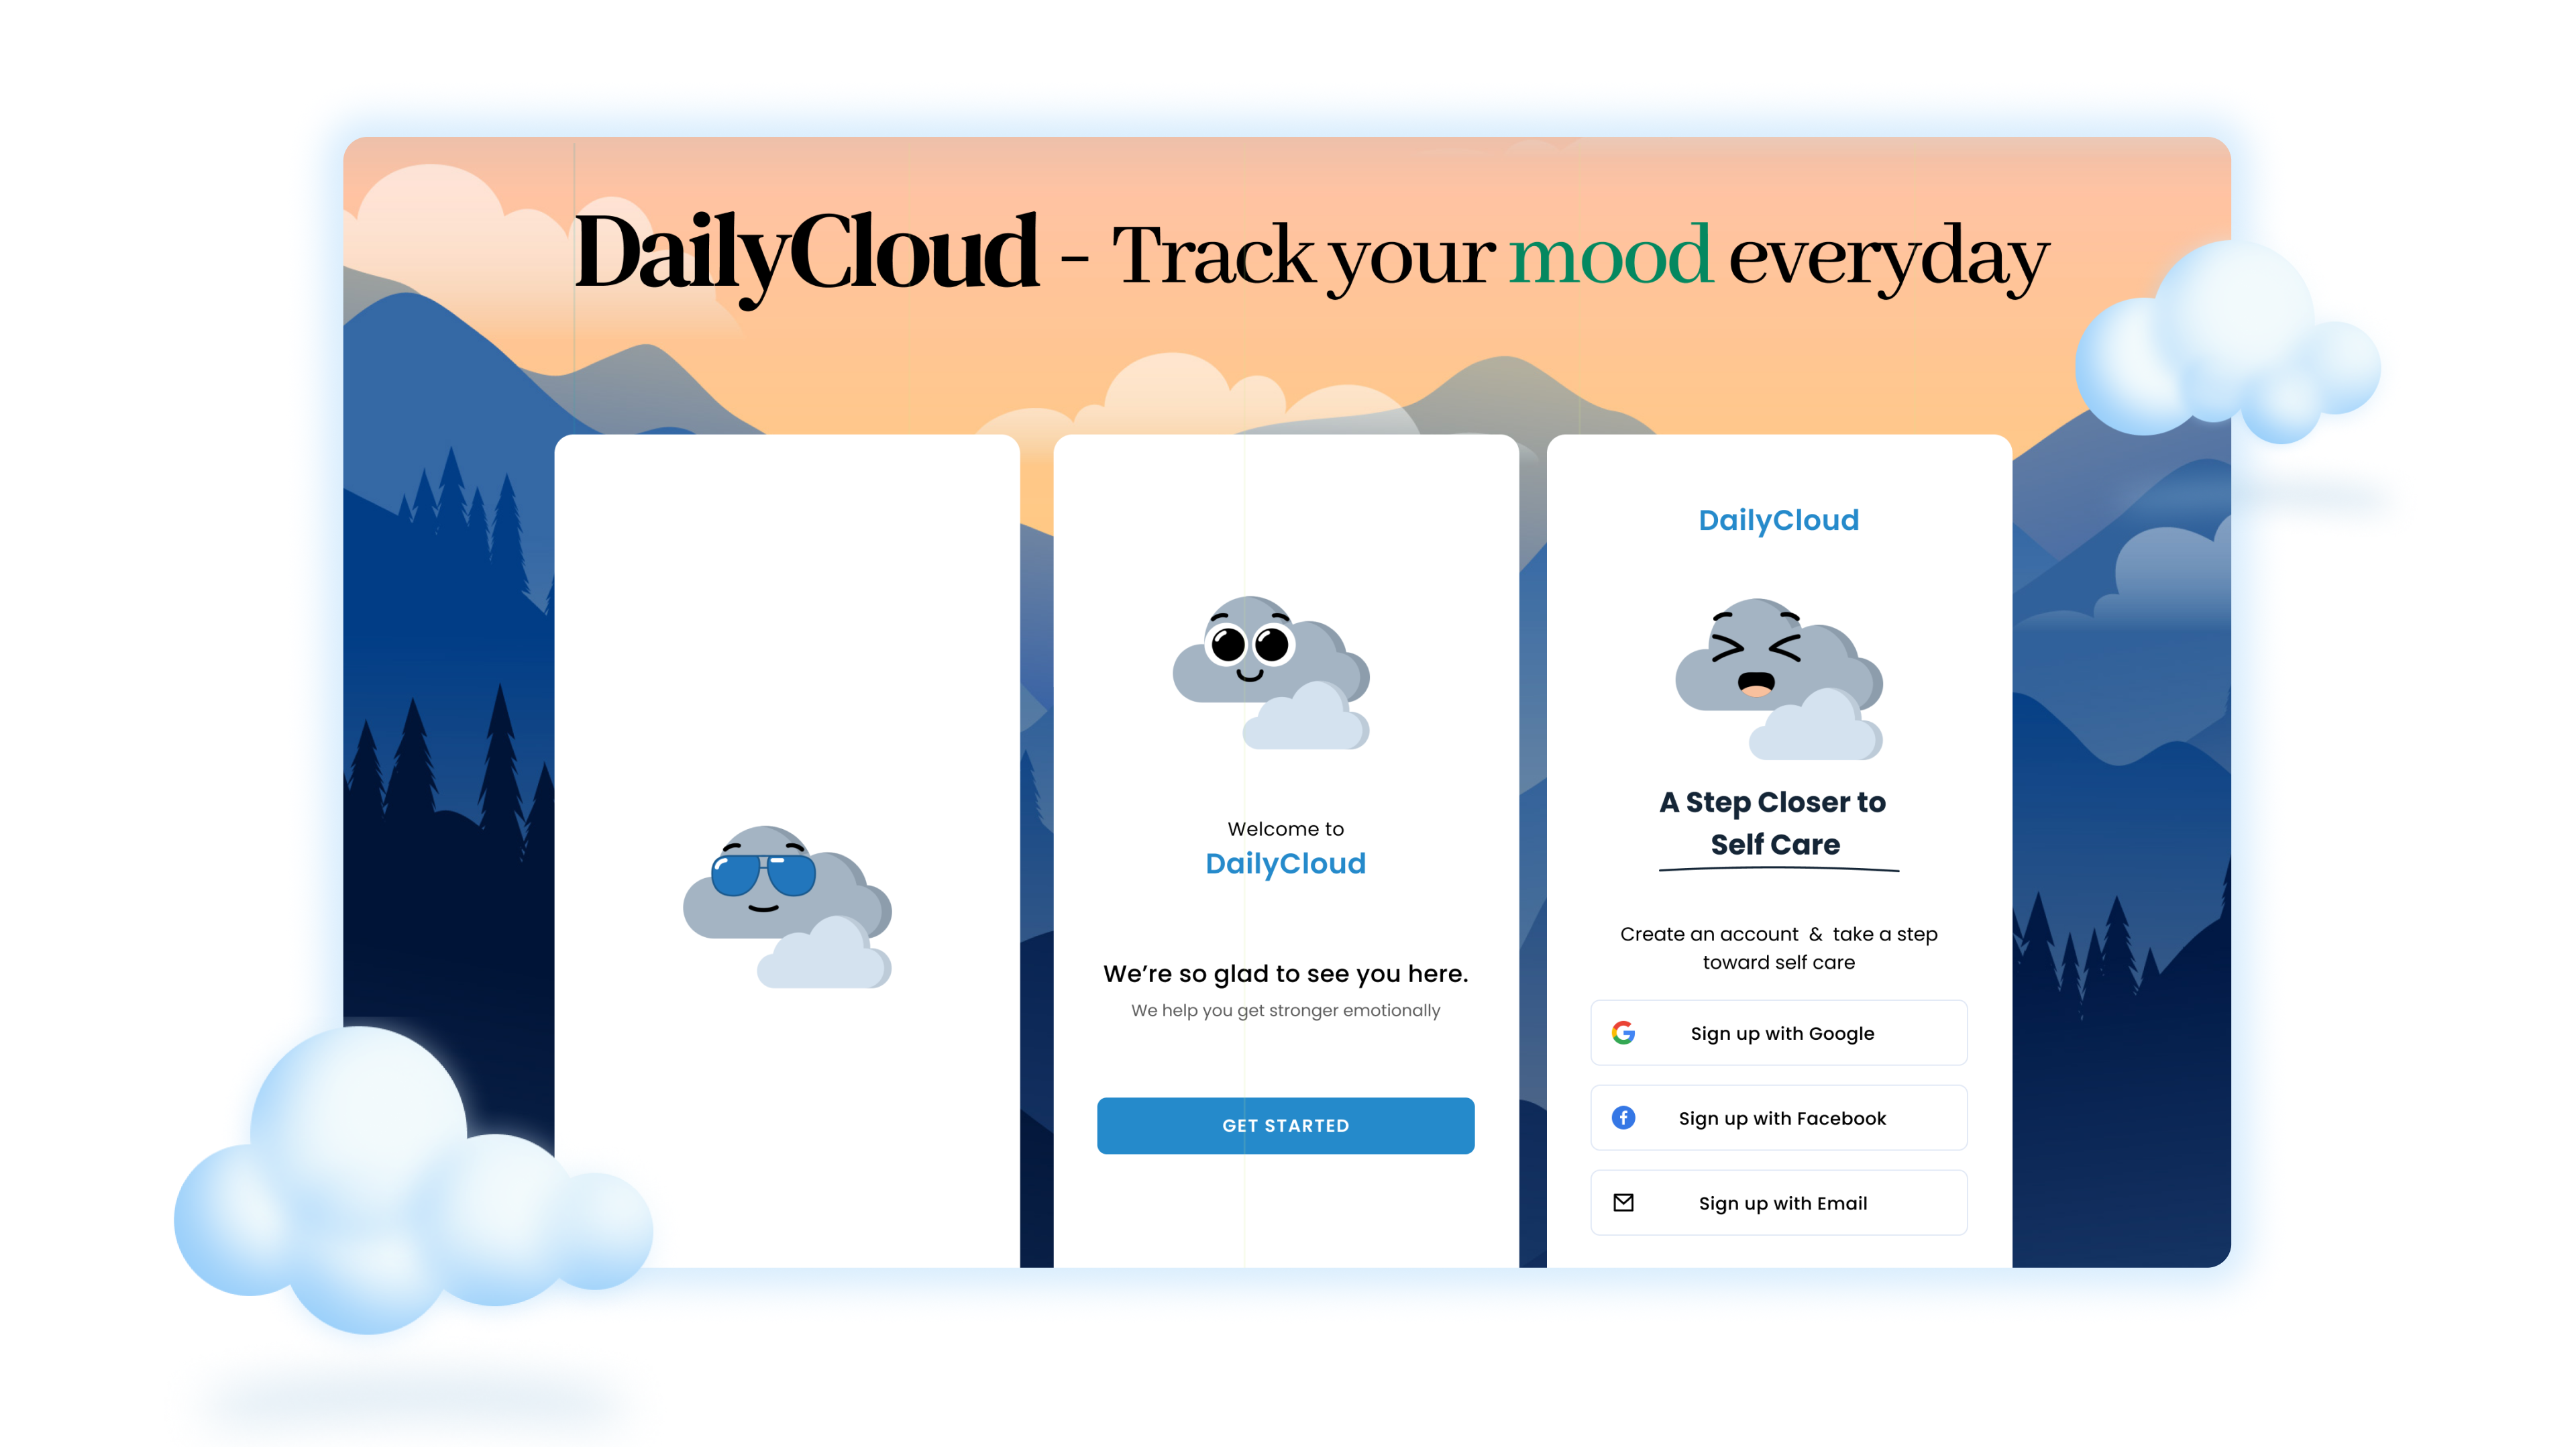 DailyCloud - Track your mood everyday
Welcome to
DailyCloud
We're so glad to see you here.
We help you get stronger emotionally
GET STARTED
DailyCloud
A Step Closer to
Self Care
Create an account & take a step
toward self care
Sign up with Google
Sign up with Facebook
Sign up with Email